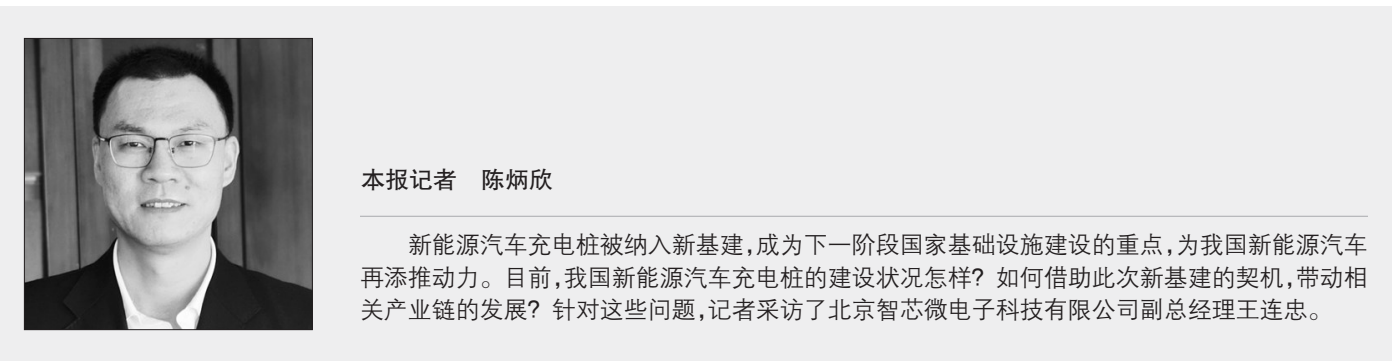 本报记者　陈炳欣
新能源汽车充电桩被纳入新基建,成为下一阶段国家基础设施建设的重点,为我国新能源汽车
再添推动力。目前,我国新能源汽车充电桩的建设状况怎样?如何借助此次新基建的契机,带动相
关产业链的发展?针对这些问题,记者采访了北京智芯微电子科技有限公司副总经理王连忠。